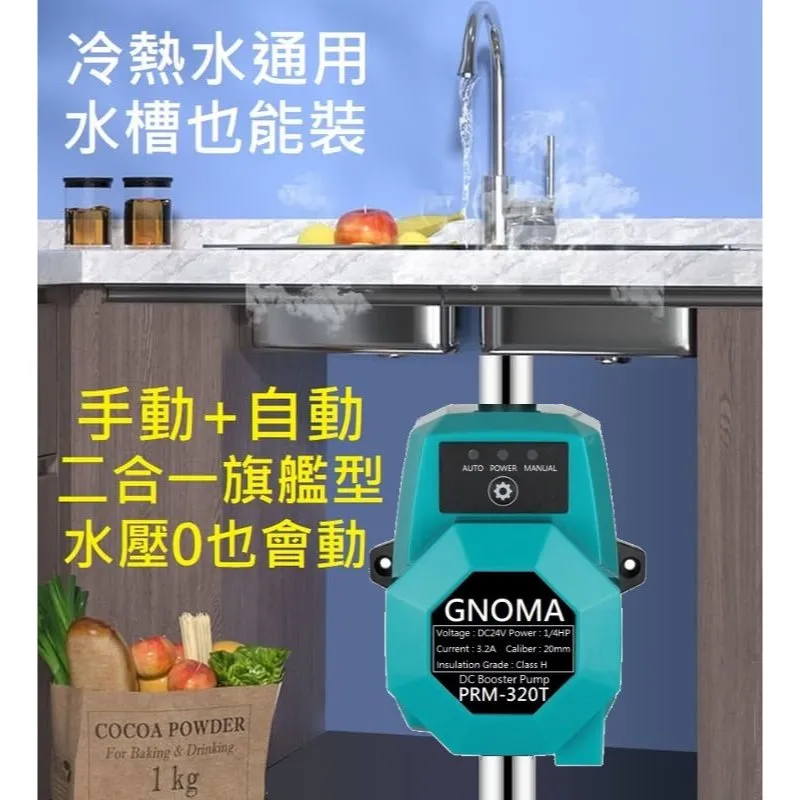 冷熱水通用
水槽也能裝
手動+自動
二合一旗艦型
水壓0也會動
AUTO POWER MANUAL
GNOMA
Voltage : DC24V Power : 1/4HP
Current : 3.2A Caliber : 20mm
Insulation Grade : Class H
DC Booster Pump
PRM-320T
COCOA POWDER
For Baking & Drinking
1 kg